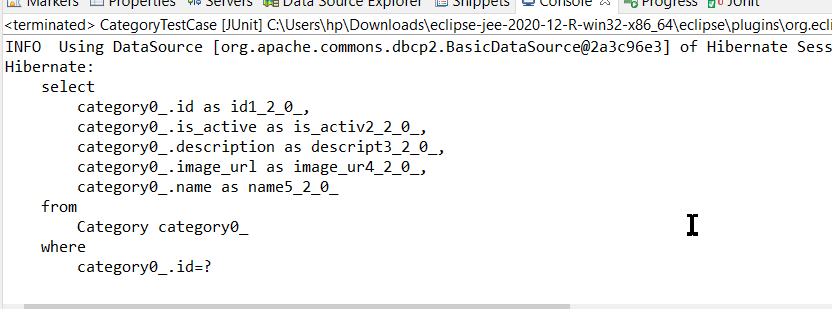 Markers Properties Servers Data Source Explorer Snippets Console Progress JUnit
<terminated> CategoryTestCase [JUnit] C:\Users\hp\Downloads\eclipse-jee-2020-12-R-win32-x86_64\eclipse\plugins\org.ecli
INFO  Using DataSource [org.apache.commons.dbcp2.BasicDataSource@2a3c96e3] of Hibernate Sess
Hibernate:
    select
        category0_.id as id1_2_0_,
        category0_.is_active as is_activ2_2_0_,
        category0_.description as descript3_2_0_,
        category0_.image_url as image_ur4_2_0_,
        category0_.name as name5_2_0_
    from
        Category category0_
    where
        category0_.id=?